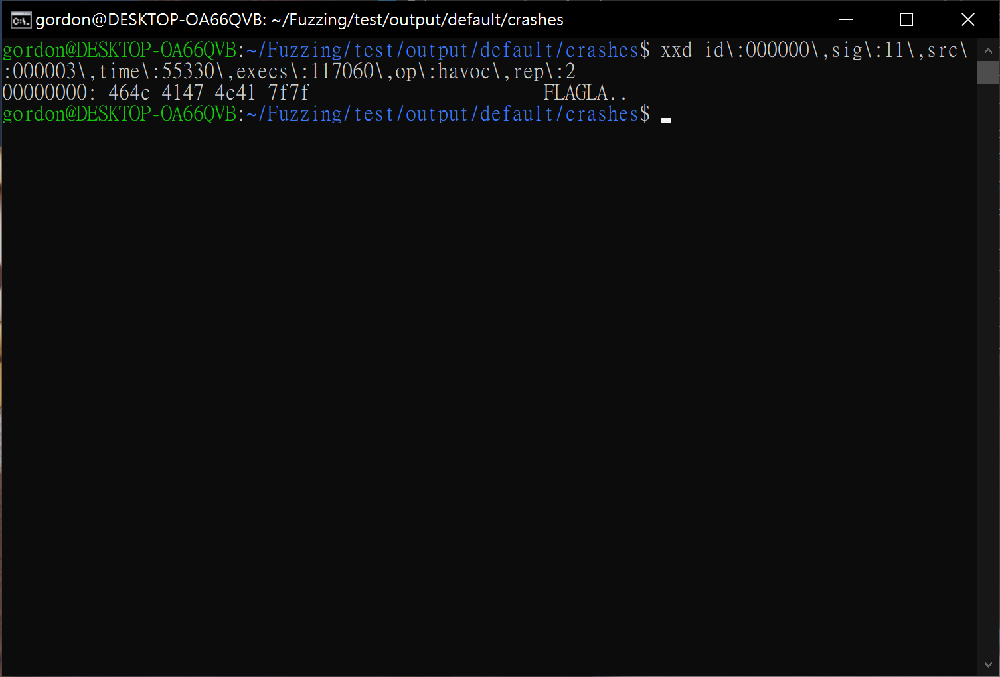 gordon@DESKTOP-OA66QVB: ~/Fuzzing/test/output/default/crashes
gordon@DESKTOP-OA66QVB:~/Fuzzing/test/output/default/crashes$ xxd id\:000000\,sig\:11\,src\
:000003\,time\:55330\,execs\:117060\,op\:havoc\,rep\:2
00000000: 464c 4147 4c41 7f7f                      FLAGLA..
gordon@DESKTOP-OA66QVB:~/Fuzzing/test/output/default/crashes$